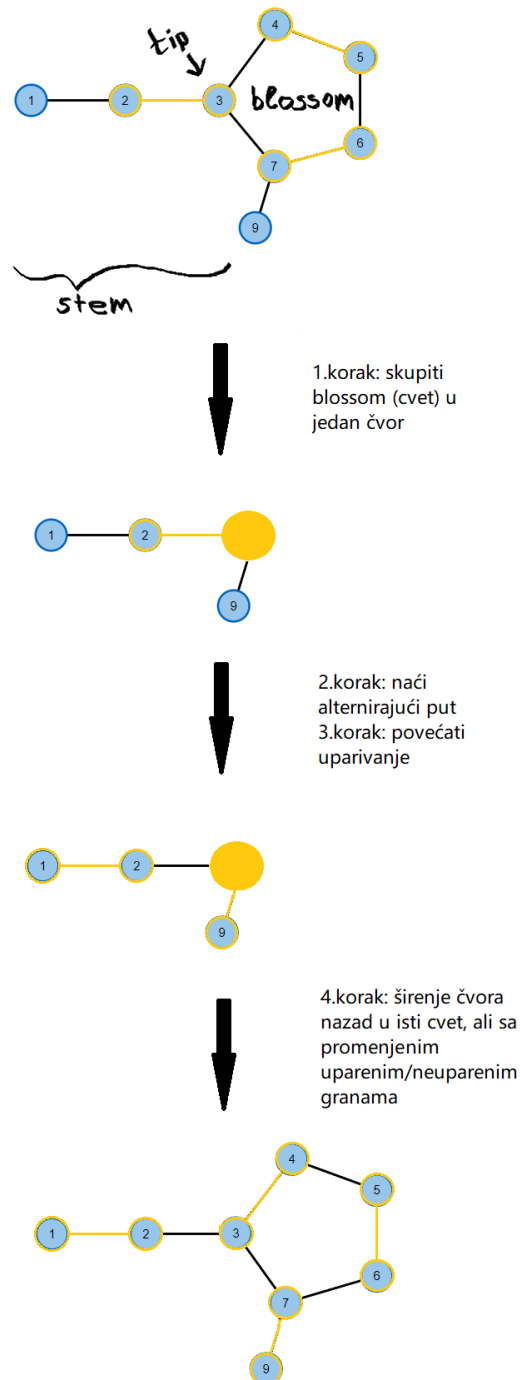 tip
4
5
1
2
3
blossom
6
7
9
stem
1.korak: skupiti
blossom (cvet) u
jedan čvor
1
2
9
2.korak: naći
alternirajući put
3.korak: povećati
uparivanje
1
2
9
4.korak: širenje čvora
nazad u isti cvet, ali sa
promenjenim
uparenim/neuparenim
granama
4
5
1
2
3
6
7
9